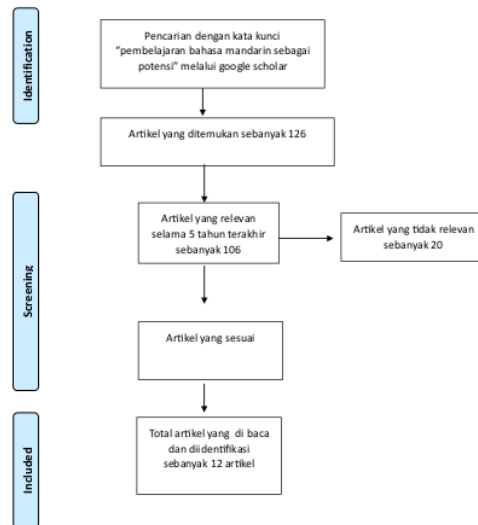 Identification
Pencarian dengan kata kunci
"pembelajaran bahasa mandarin sebagai
potensi" melalui google scholar
Artikel yang ditemukan sebanyak 126
Screening
Artikel yang relevan
selama 5 tahun terakhir
sebanyak 106
Artikel yang tidak relevan
sebanyak 20
Artikel yang sesuai
Included
Total artikel yang di baca
dan diidentifikasi
sebanyak 12 artikel